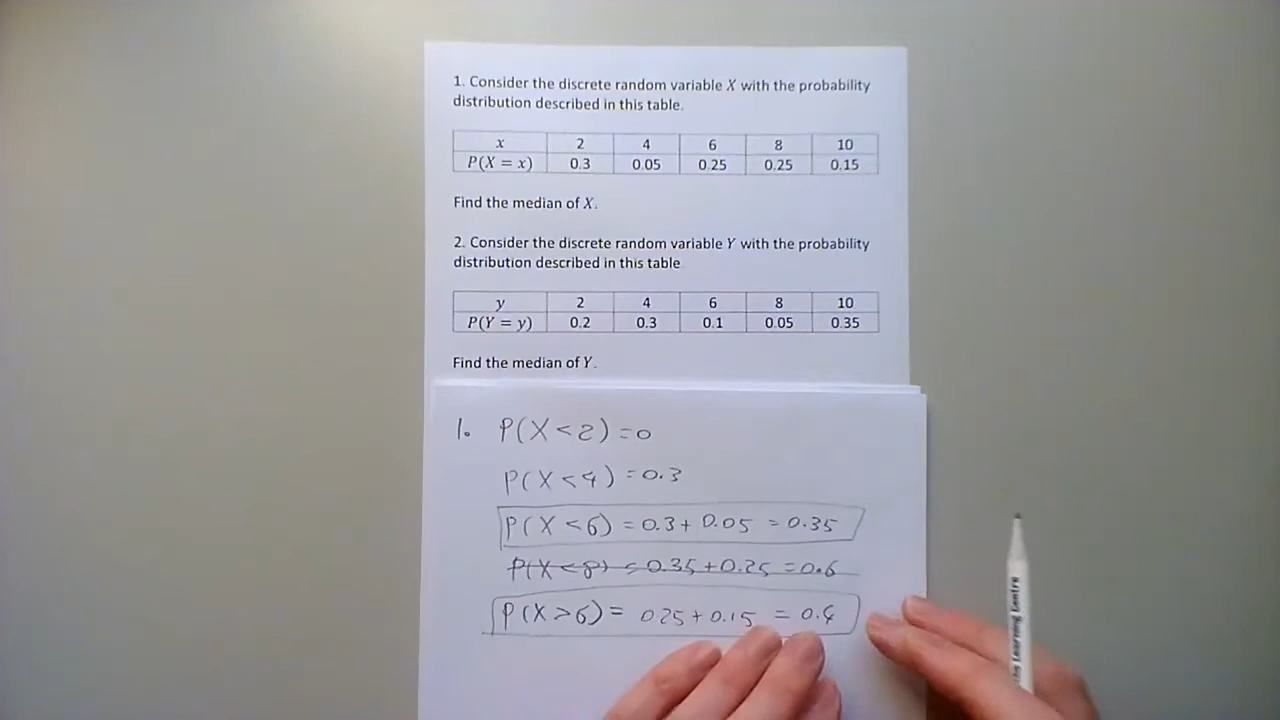 1. Consider the discrete random variable X with the probability
distribution described in this table.
x 2 4 6 8 10
P(X = x) 0.3 0.05 0.25 0.25 0.15
Find the median of X.
2. Consider the discrete random variable Y with the probability
distribution described in this table
y 2 4 6 8 10
P(Y = y) 0.2 0.3 0.1 0.05 0.35
Find the median of Y.
1. P(X<2)=0
P(X<4)=0.3
P(X<6)=0.3+0.05=0.35
P(X<8)=0.35+0.25=0.6
P(X>6)=0.25+0.15=0.4
Learning Centre